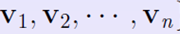 v₁, v₂, ⋯ , vₙ